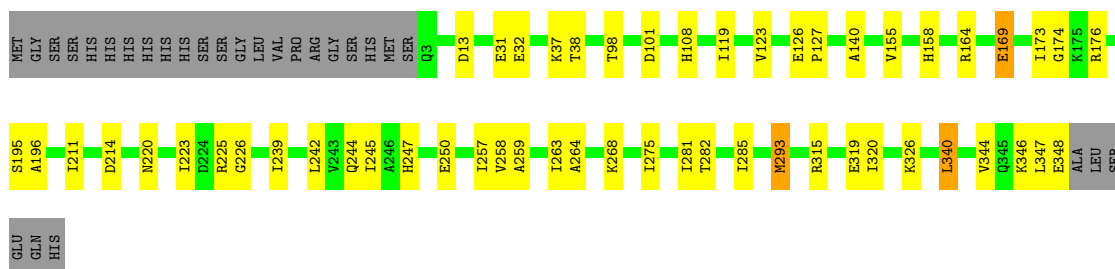 MET GLY SER SER HIS HIS HIS HIS HIS HIS SER SER GLY LEU VAL PRO ARG GLY SER HIS MET SER Q3 D13 E31 E32 K37 T38 T98 D101 H108 I119 V123 E126 P127 A140 V155 H158 R164 E169 I173 G174 K175 R176
S195 A196 I211 D214 N220 I223 D224 R225 G226 I239 L242 V243 Q244 I245 A246 H247 E250 I257 V258 A259 I263 A264 K268 I275 I281 T282 I285 M293 R315 E319 I320 K326 L340 V344 Q345 K346 L347 E348 ALA LEU SER
GLU GLN HIS